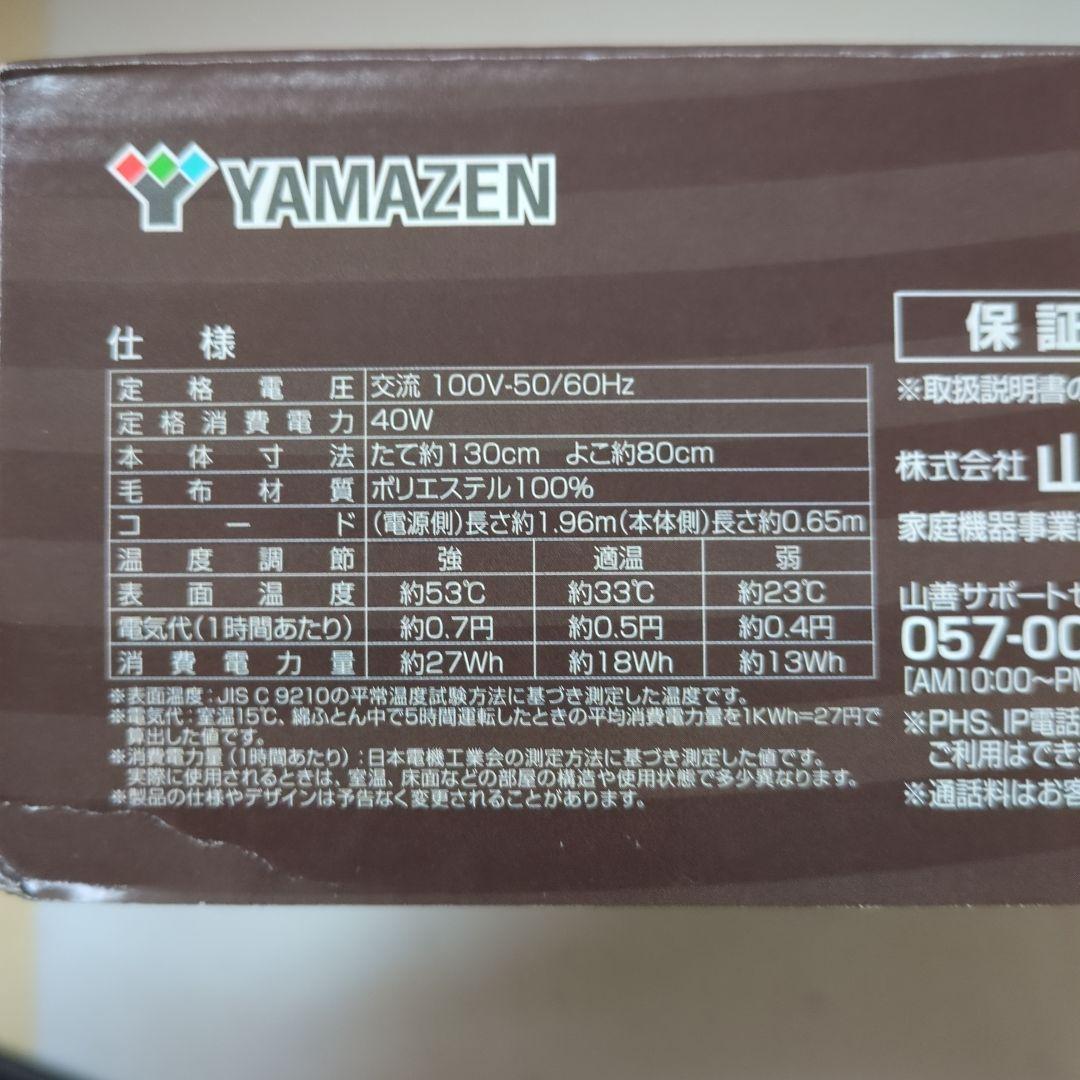 YAMAZEN
仕様
定格電圧 交流 100V-50/60Hz
定格消費電力 40W
本体寸法 たて約130cm よこ約80cm
毛布材質 ポリエステル100%
コード (電源側)長さ約1.96m(本体側)長さ約0.65m
温度調節 強 適温 弱
表面温度 約53℃ 約33℃ 約23℃
電気代(1時間あたり) 約0.7円 約0.5円 約0.4円
消費電力量 約27Wh 約18Wh 約13Wh
※表面温度:JIS C 9210の平常温度試験方法に基づき測定した温度です。
※電気代:室温15℃、綿ふとん中で5時間運転したときの平均消費電力量を1KWh=27円で
算出した値です。
※消費電力量(1時間あたり):日本電機工業会の測定方法に基づき測定した値です。
実際に使用されるときは、室温、床面などの部屋の構造や使用状態で多少異なります。
※製品の仕様やデザインは予告なく変更されることがあります。
保証
※取扱説明書の
株式会社 山
家庭機器事業
山善サポートセ
057-00
[AM10:00〜PM
※PHS、IP電話
ご利用はでき
※通話料はお客